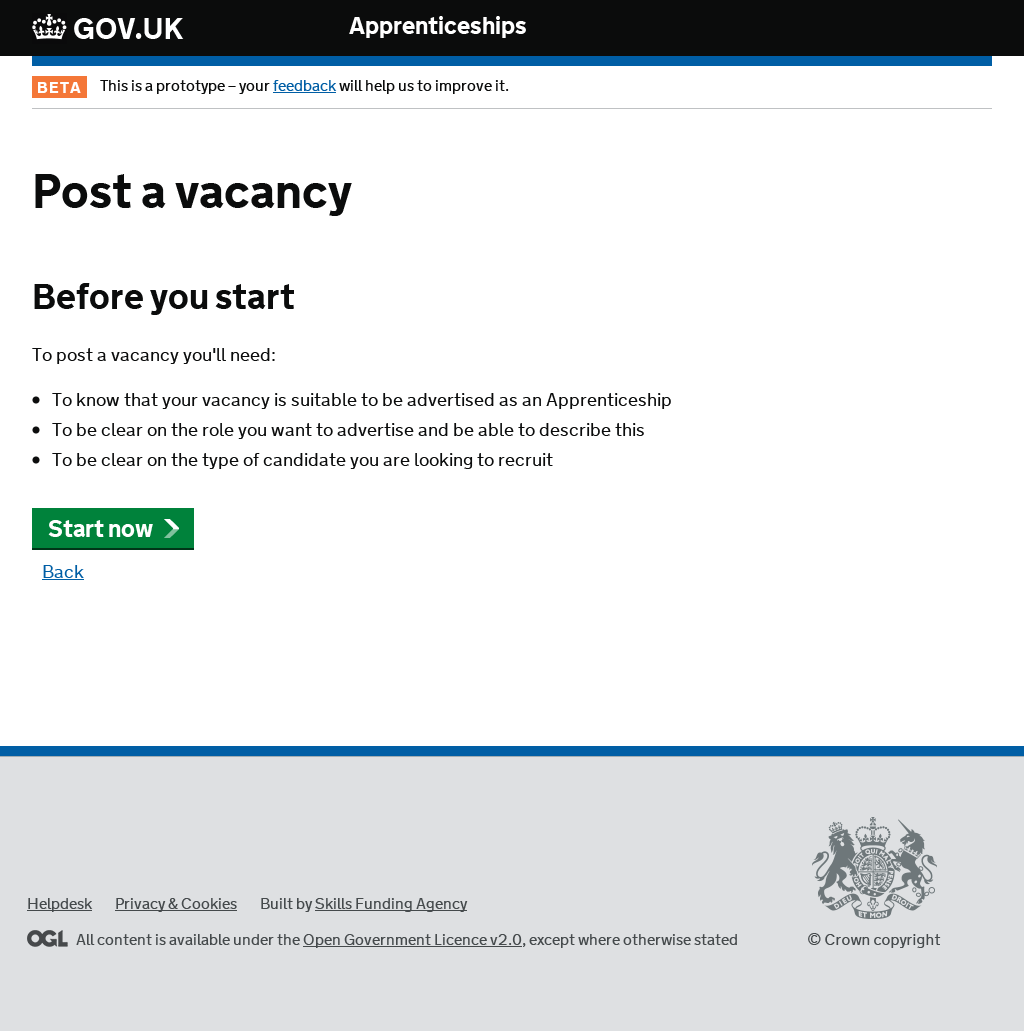 GOV.UK Apprenticeships
BETA This is a prototype – your feedback will help us to improve it.
Post a vacancy
Before you start
To post a vacancy you'll need:
• To know that your vacancy is suitable to be advertised as an Apprenticeship
• To be clear on the role you want to advertise and be able to describe this
• To be clear on the type of candidate you are looking to recruit
Start now
Back
Helpdesk Privacy & Cookies Built by Skills Funding Agency
OGL All content is available under the Open Government Licence v2.0, except where otherwise stated
DIEU ET MON DROIT
© Crown copyright